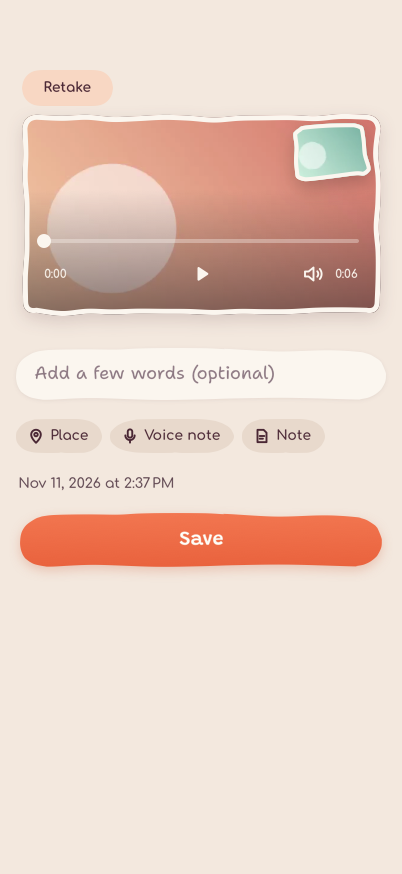 Retake
0:00
0:06
Add a few words (optional)
Place
Voice note
Note
Nov 11, 2026 at 2:37 PM
Save